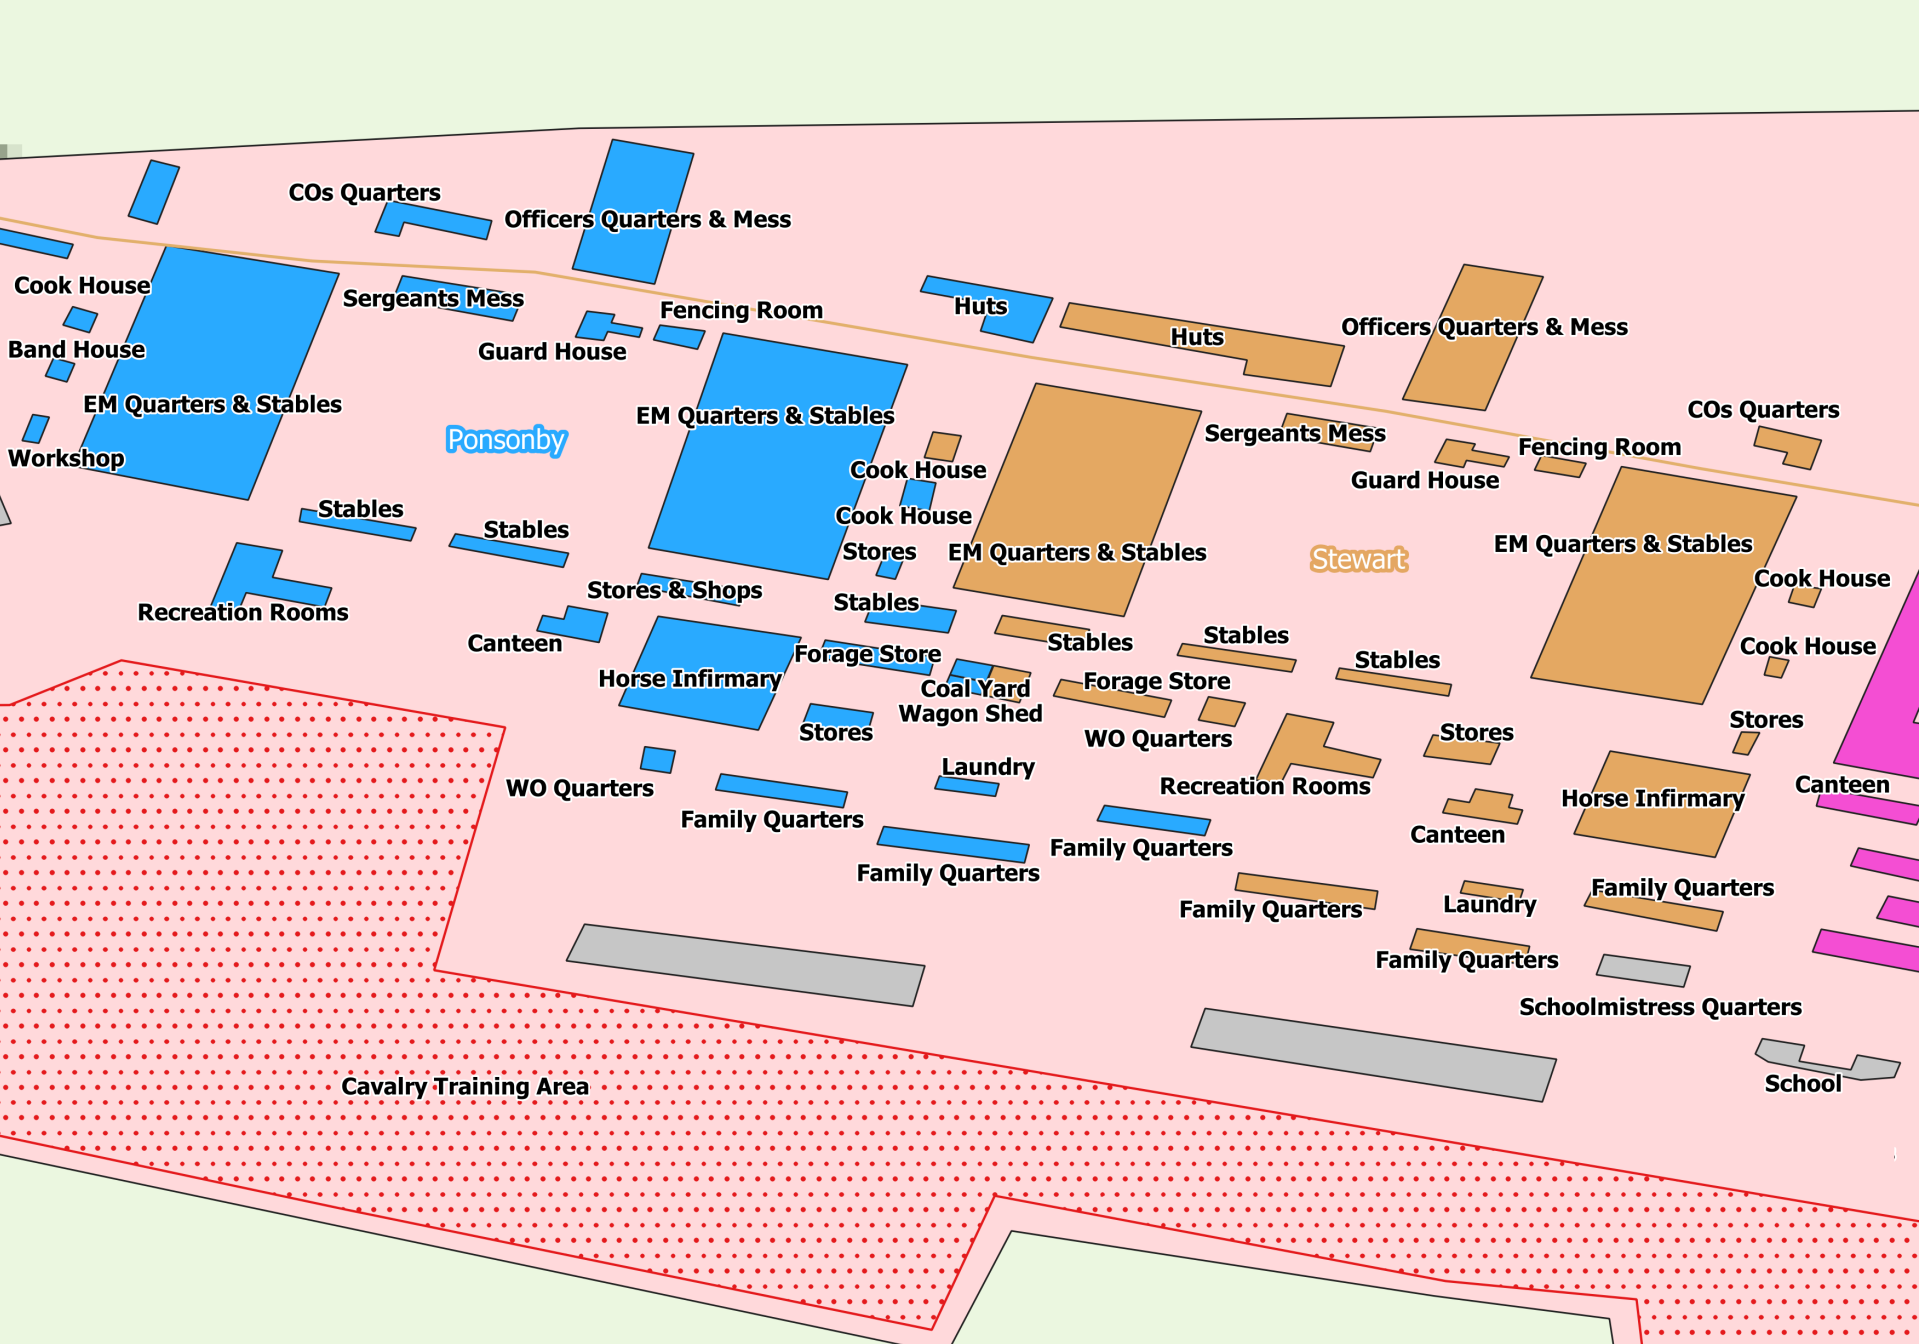 COs Quarters
Officers Quarters & Mess
Cook House
Sergeants Mess
Fencing Room
Huts
Huts
Officers Quarters & Mess
Band House
Guard House
EM Quarters & Stables
EM Quarters & Stables
COs Quarters
Ponsonby
Sergeants Mess
Fencing Room
Workshop
Cook House
Guard House
Stables
Cook House
Stables
Stores
EM Quarters & Stables
Stewart
EM Quarters & Stables
Cook House
Stores & Shops
Stables
Recreation Rooms
Canteen
Stables
Stables
Cook House
Forage Store
Stables
Horse Infirmary
Coal Yard
Forage Store
Wagon Shed
Stores
Stores
Stores
WO Quarters
Laundry
WO Quarters
Recreation Rooms
Canteen
Horse Infirmary
Family Quarters
Canteen
Family Quarters
Family Quarters
Family Quarters
Family Quarters
Laundry
Family Quarters
Schoolmistress Quarters
Cavalry Training Area
School